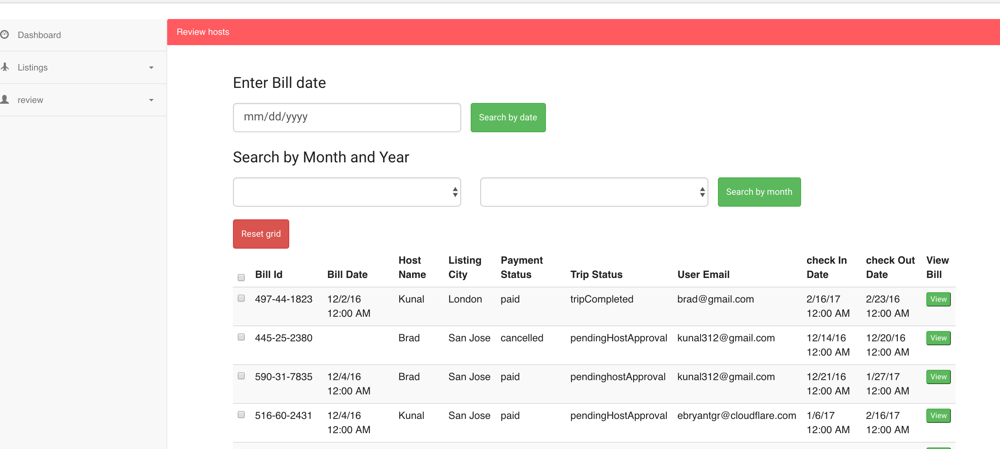 Dashboard
Listings
review
Review hosts
Enter Bill date
mm/dd/yyyy
Search by date
Search by Month and Year
Search by month
Reset grid
Bill Id Bill Date Host Name Listing City Payment Status Trip Status User Email check In Date check Out Date View Bill
497-44-1823 12/2/16 12:00 AM Kunal London paid tripCompleted brad@gmail.com 2/16/17 12:00 AM 2/23/16 12:00 AM View
445-25-2380 Brad San Jose cancelled pendingHostApproval kunal312@gmail.com 12/14/16 12:00 AM 12/20/16 12:00 AM View
590-31-7835 12/4/16 12:00 AM Brad San Jose paid pendinghostApproval kunal312@gmail.com 12/21/16 12:00 AM 1/27/17 12:00 AM View
516-60-2431 12/4/16 12:00 AM Kunal San Jose paid pendingHostApproval ebryantgr@cloudflare.com 1/6/17 12:00 AM 2/16/17 12:00 AM View